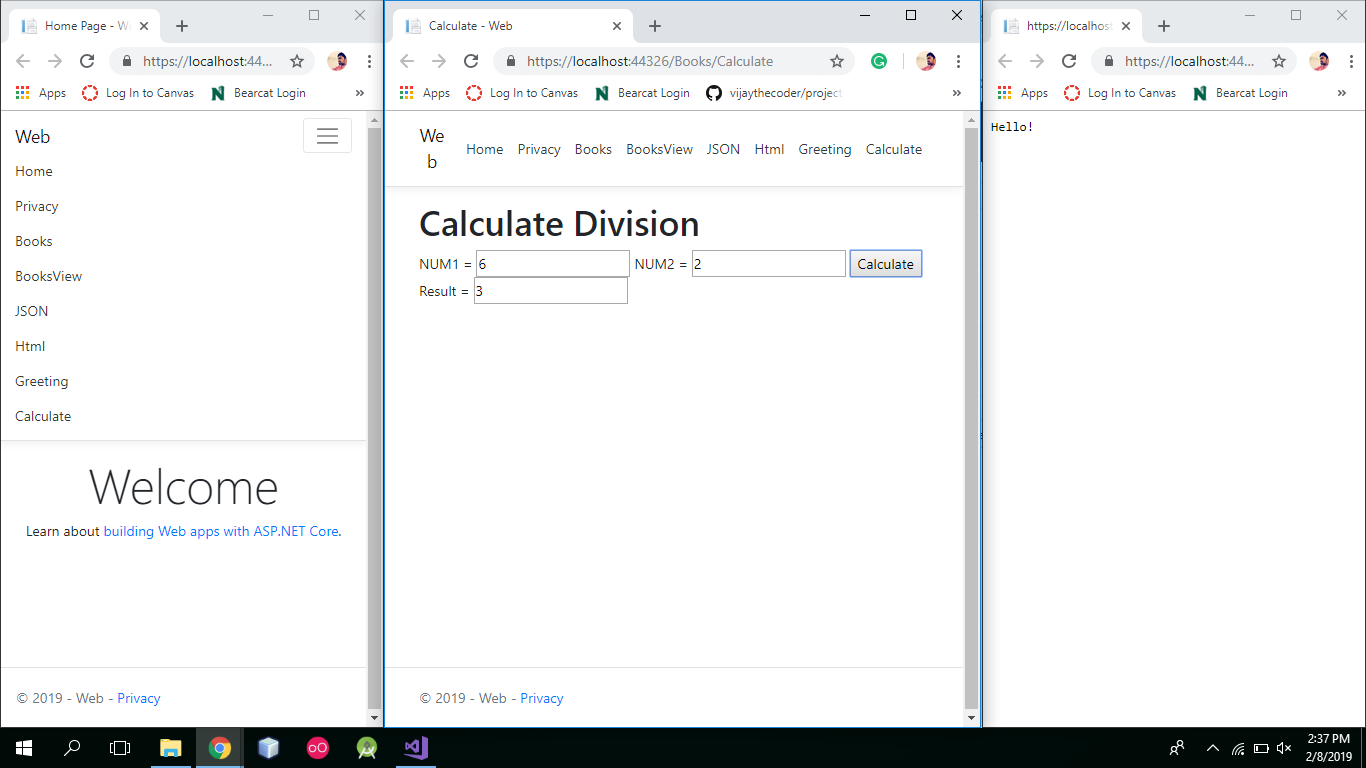 Home Page - W
https://localhost:44...
Apps
Log In to Canvas
Bearcat Login
»
Web
Home
Privacy
Books
BooksView
JSON
Html
Greeting
Calculate
Welcome
Learn about building Web apps with ASP.NET Core.
© 2019 - Web - Privacy
Calculate - Web
https://localhost:44326/Books/Calculate
Apps
Log In to Canvas
Bearcat Login
vijaythecoder/project
»
We
b
Home Privacy Books BooksView JSON Html Greeting Calculate
Calculate Division
NUM1 = 6 NUM2 = 2 Calculate
Result = 3
© 2019 - Web - Privacy
https://localhost
https://localhost:44...
Apps
Log In to Canvas
Bearcat Login
»
Hello!
2:37 PM
2/8/2019